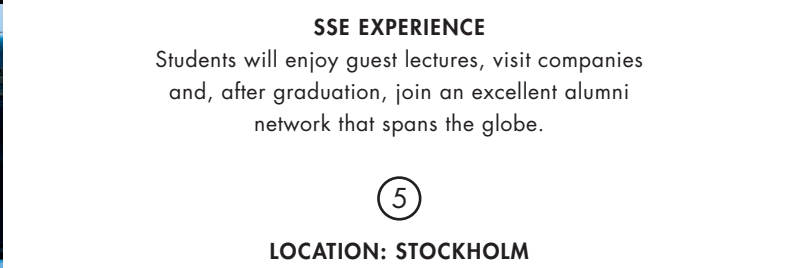 SSE EXPERIENCE
Students will enjoy guest lectures, visit companies
and, after graduation, join an excellent alumni
network that spans the globe.
5
LOCATION: STOCKHOLM